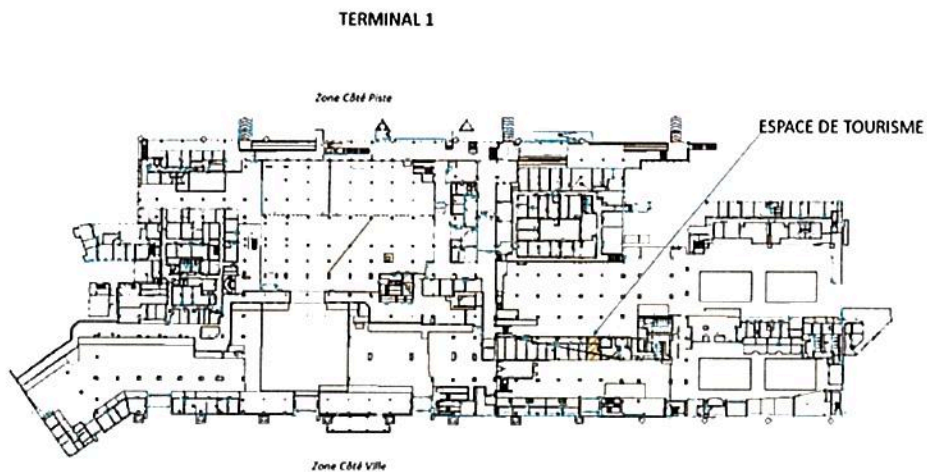 TERMINAL 1
Zone Côté Piste
ESPACE DE TOURISME
Zone Côté Ville